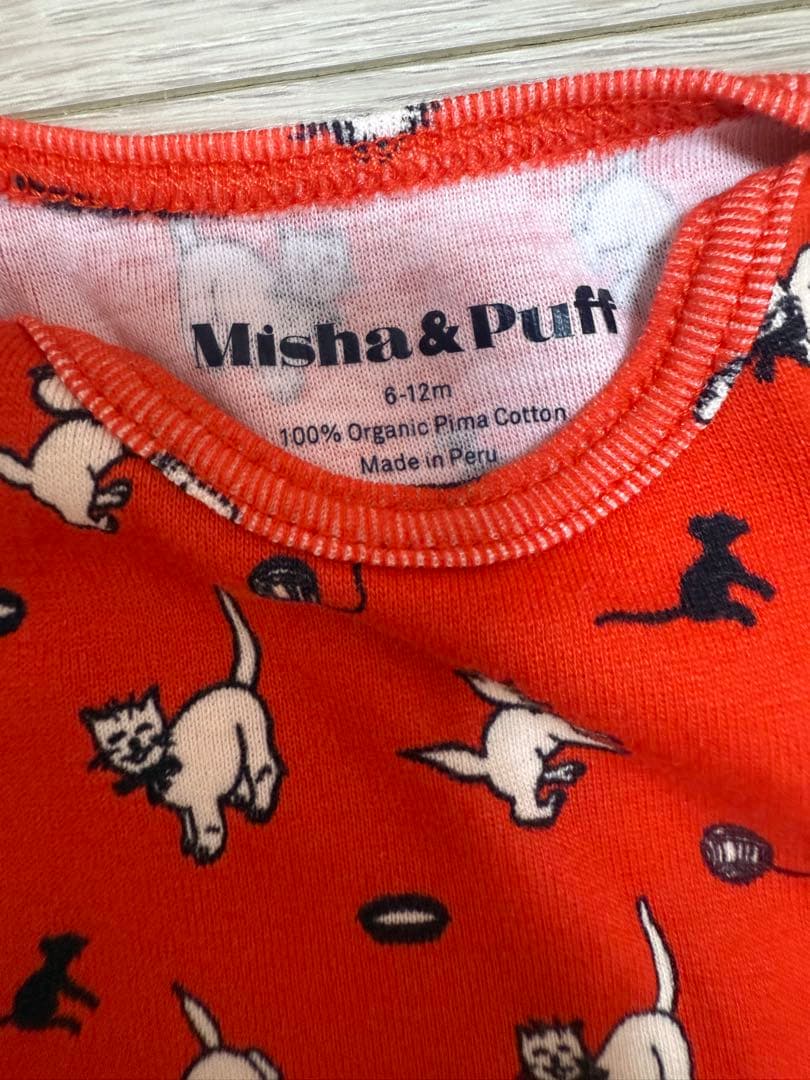 Misha&Puff
6-12m
100% Organic Pima Cotton
Made in Peru